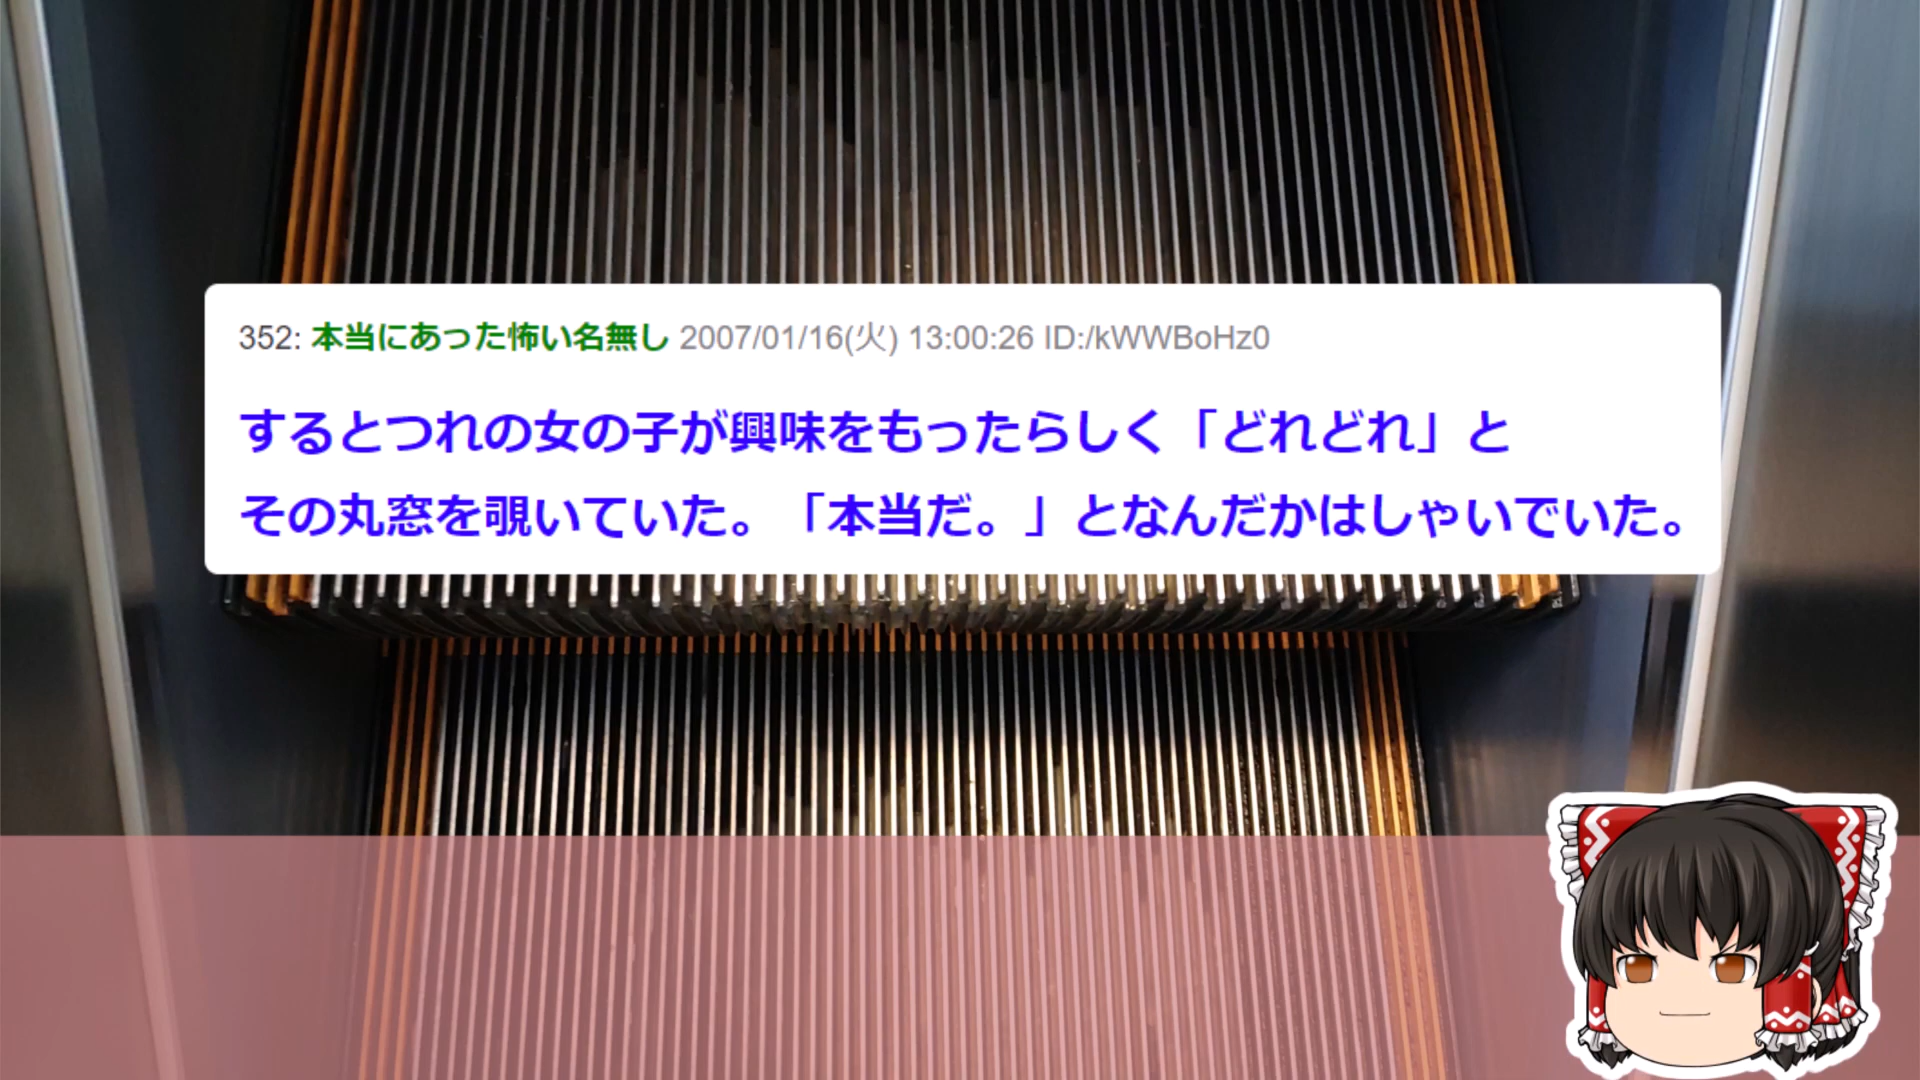 352: 本当にあった怖い名無し 2007/01/16(火) 13:00:26 ID:/kWWBoHz0
するとつれの女の子が興味をもったらしく「どれどれ」と
その丸窓を覗いていた。「本当だ。」となんだかはしゃいでいた。